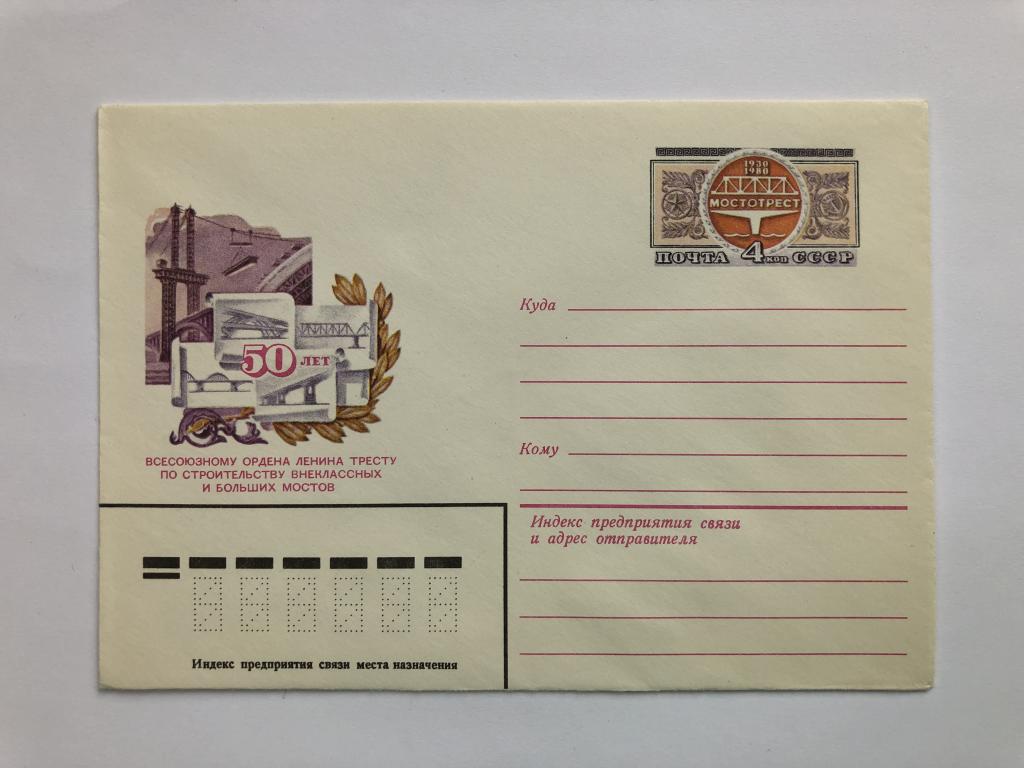 1930
1980
МОСТОТРЕСТ
ПОЧТА 4 коп СССР
50 ЛЕТ
ВСЕСОЮЗНОМУ ОРДЕНА ЛЕНИНА ТРЕСТУ
ПО СТРОИТЕЛЬСТВУ ВНЕКЛАССНЫХ
И БОЛЬШИХ МОСТОВ
Куда
Кому
Индекс предприятия связи
и адрес отправителя
Индекс предприятия связи места назначения